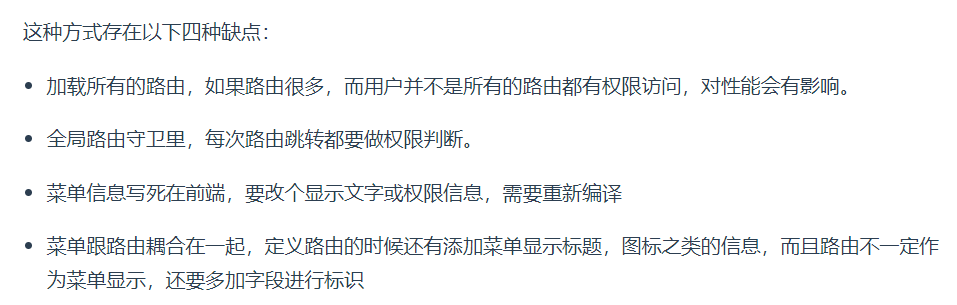 这种方式存在以下四种缺点：
加载所有的路由，如果路由很多，而用户并不是所有的路由都有权限访问，对性能会有影响。
全局路由守卫里，每次路由跳转都要做权限判断。
菜单信息写死在前端，要改个显示文字或权限信息，需要重新编译
菜单跟路由耦合在一起，定义路由的时候还有添加菜单显示标题，图标之类的信息，而且路由不一定作
为菜单显示，还要多加字段进行标识